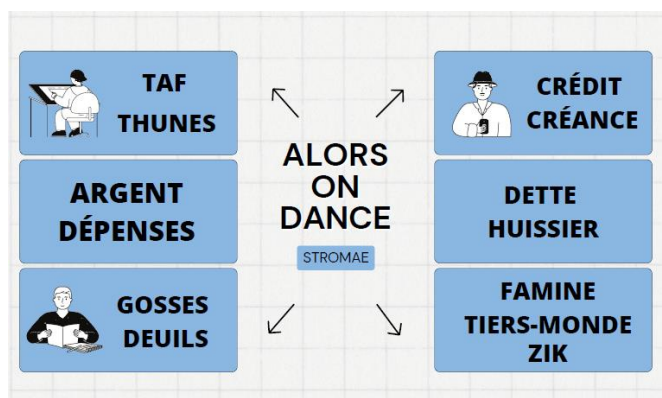 TAF
THUNES
ARGENT
DÉPENSES
GOSSES
DEUILS
ALORS
ON
DANCE
STROMAE
CRÉDIT
CRÉANCE
DETTE
HUISSIER
FAMINE
TIERS-MONDE
ZIK